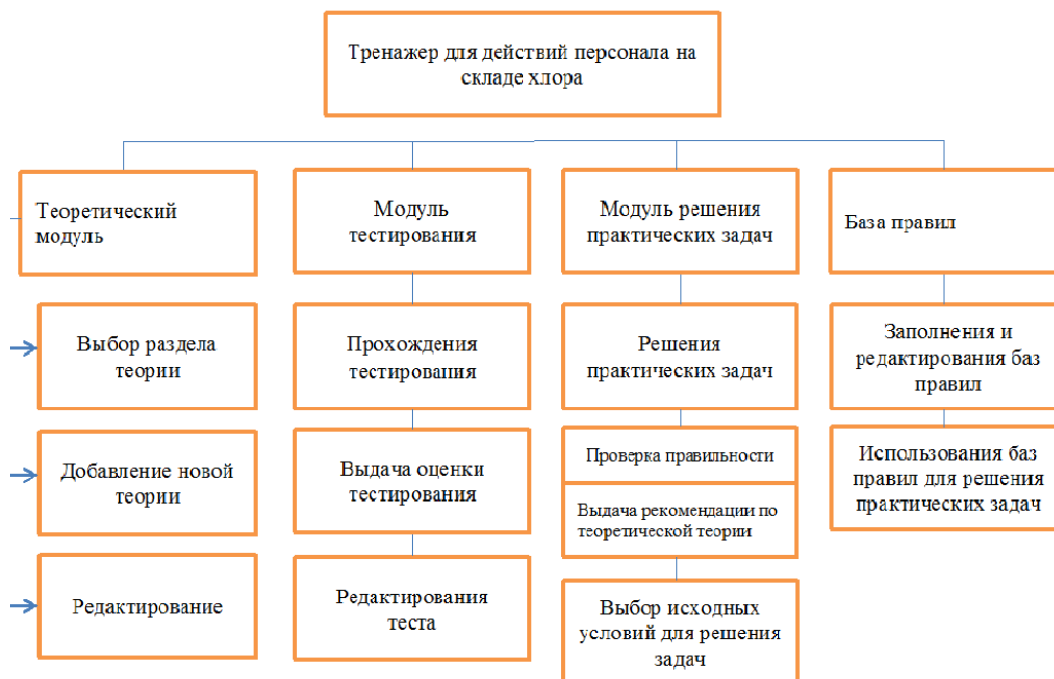 Тренажер для действий персонала на
складе хлора
Теоретический
модуль
Модуль
тестирования
Модуль решения
практических задач
База правил
Выбор раздела
теории
Прохождения
тестирования
Решения
практических задач
Заполнения и
редактирования баз
правил
Добавление новой
теории
Выдача оценки
тестирования
Проверка правильности
Выдача рекомендации по
теоретической теории
Использования баз
правил для решения
практических задач
Редактирование
Редактирования
теста
Выбор исходных
условий для решения
задач